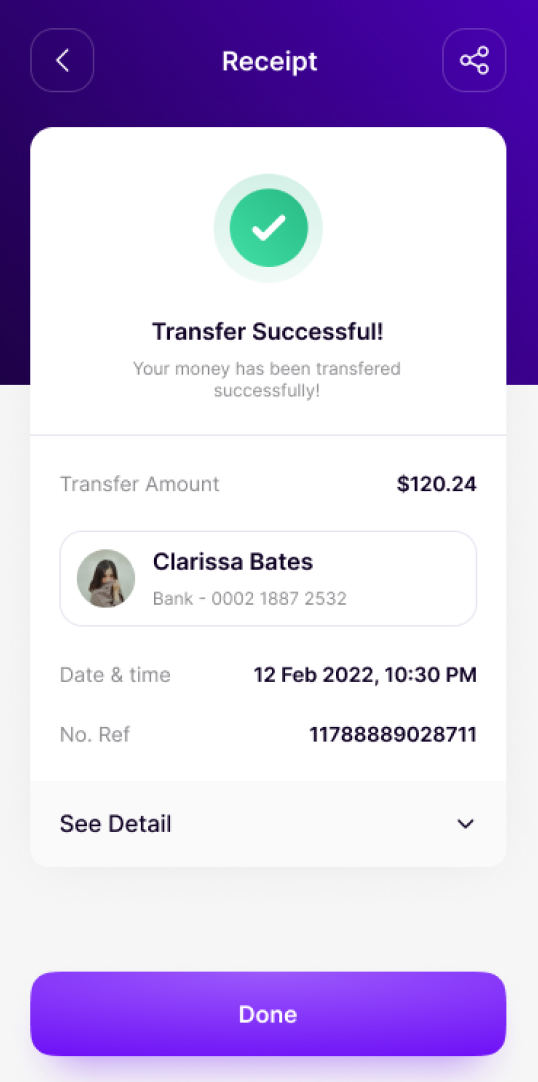 Receipt
Transfer Successful!
Your money has been transfered
successfully!
Transfer Amount $120.24
Clarissa Bates
Bank - 0002 1887 2532
Date & time 12 Feb 2022, 10:30 PM
No. Ref 11788889028711
See Detail
Done